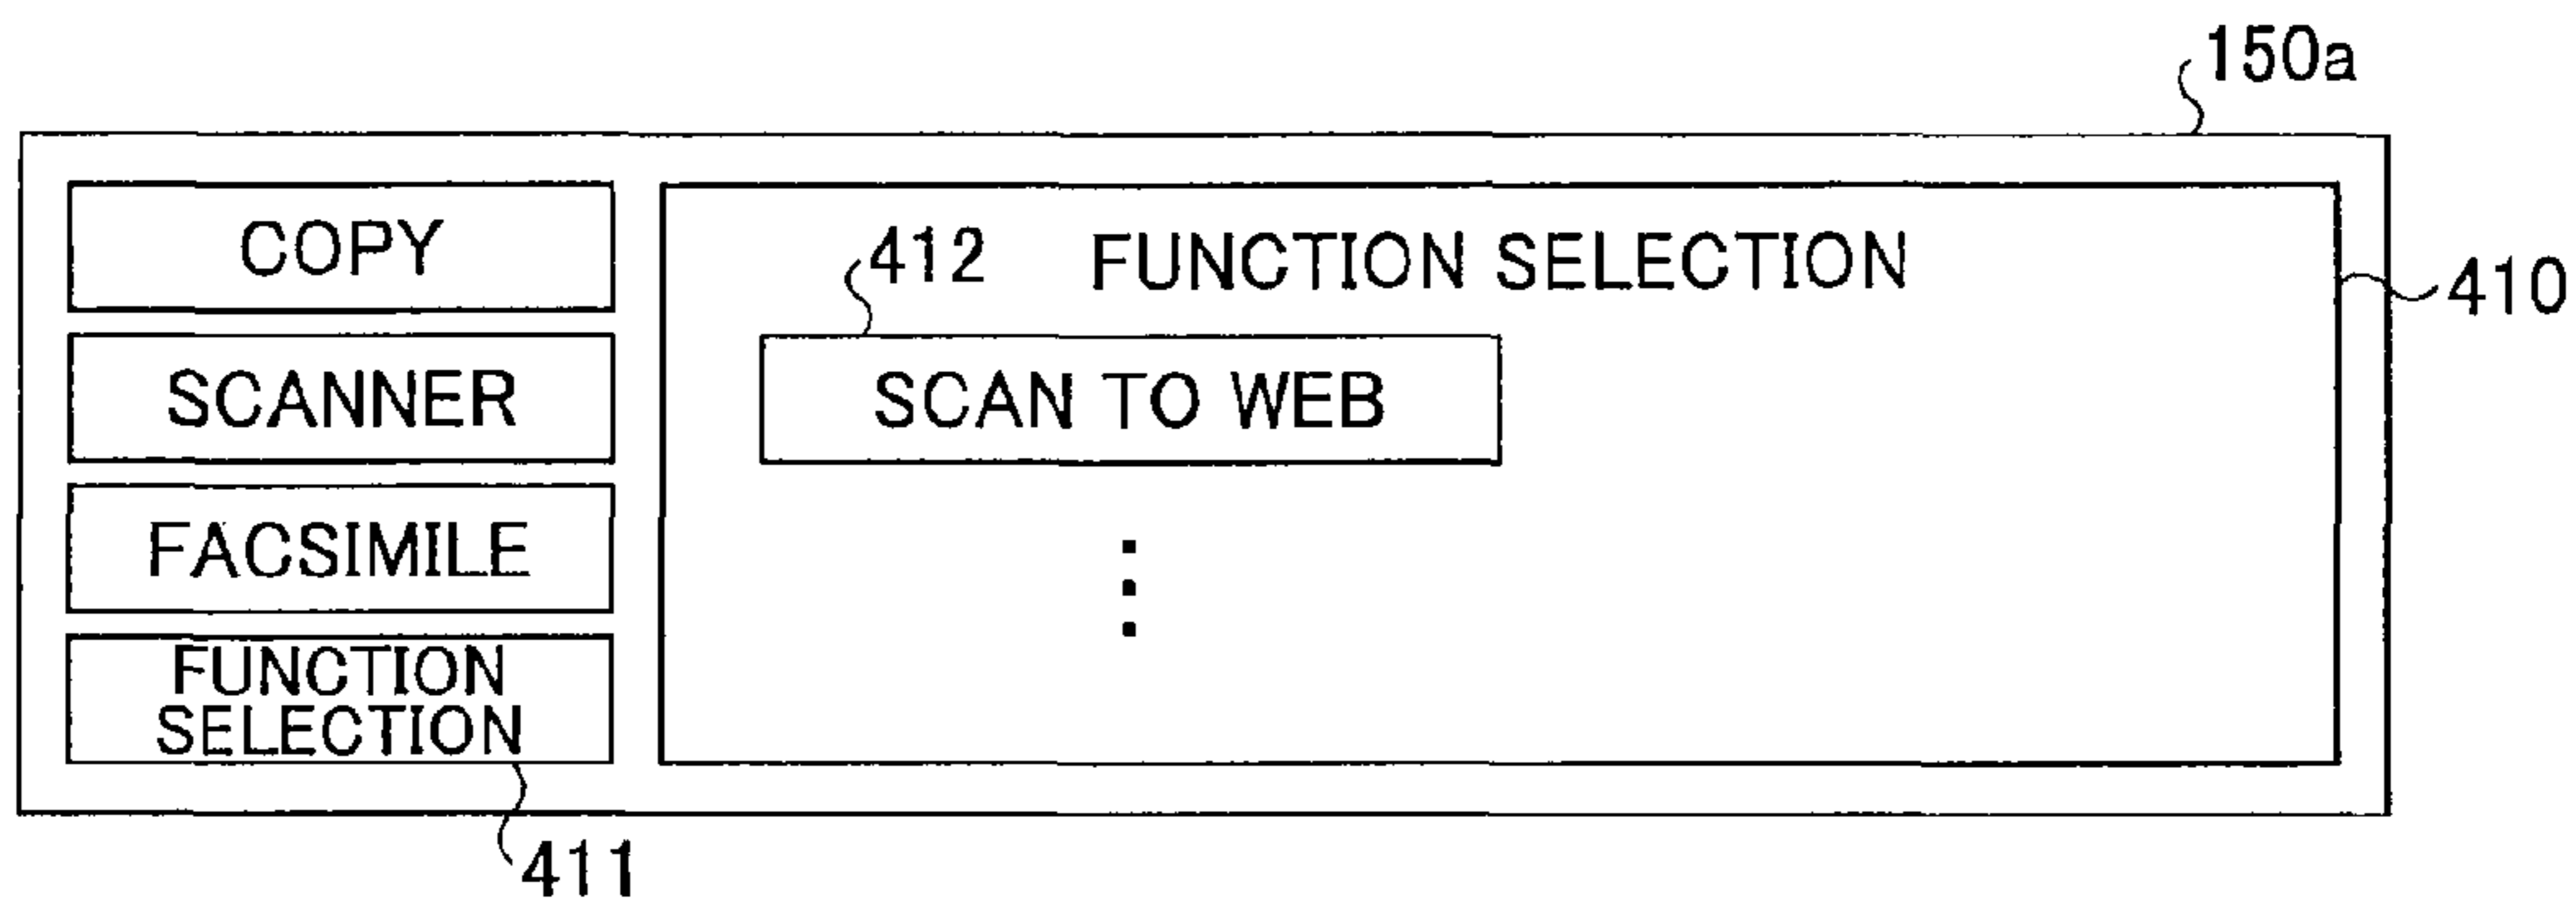 150a
COPY
SCANNER
FACSIMILE
FUNCTION
SELECTION
411
FUNCTION SELECTION
412
SCAN TO WEB
410